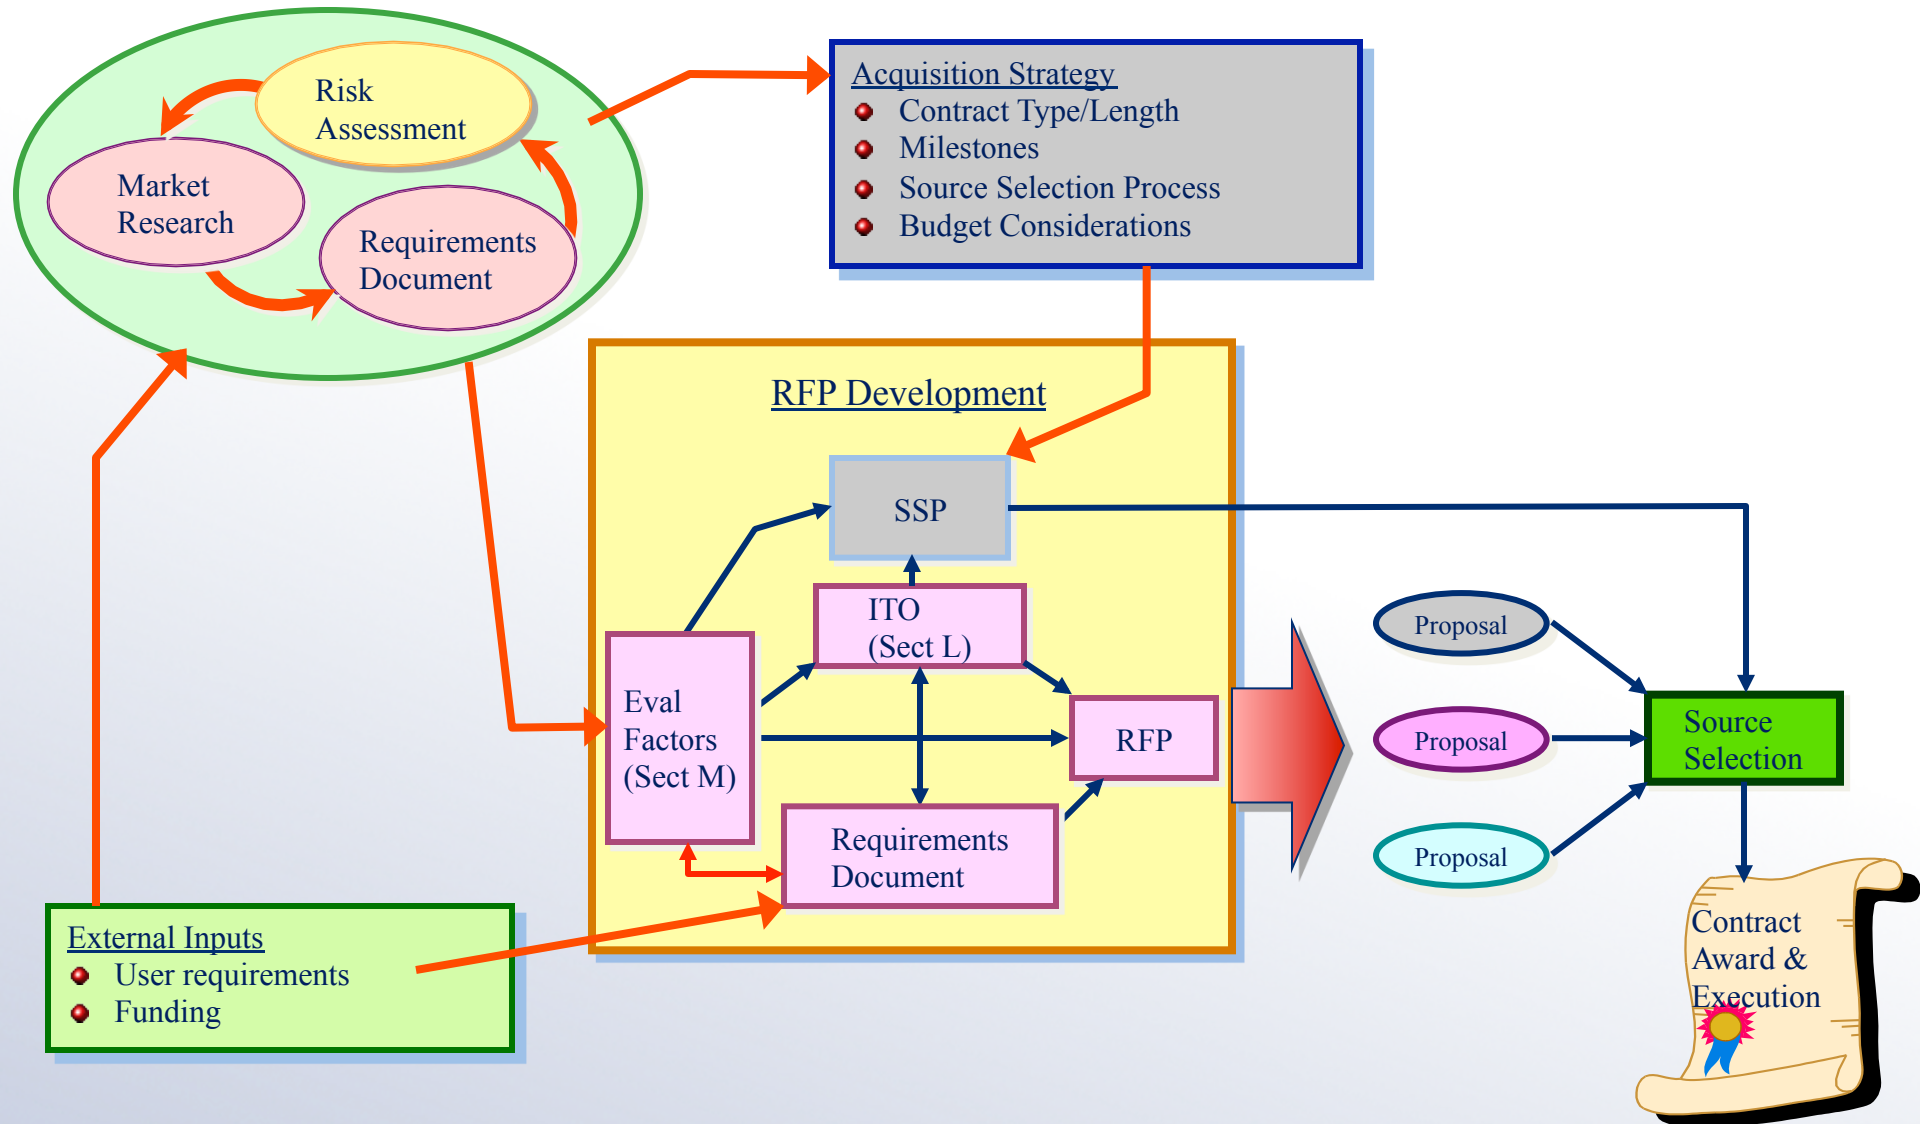 Risk
Assessment
Market
Research
Requirements
Document
Acquisition Strategy
Contract Type/Length
Milestones
Source Selection Process
Budget Considerations
RFP Development
SSP
ITO
(Sect L)
Eval
Factors
(Sect M)
RFP
Requirements
Document
External Inputs
User requirements
Funding
Proposal
Proposal
Proposal
Source
Selection
Contract
Award &
Execution